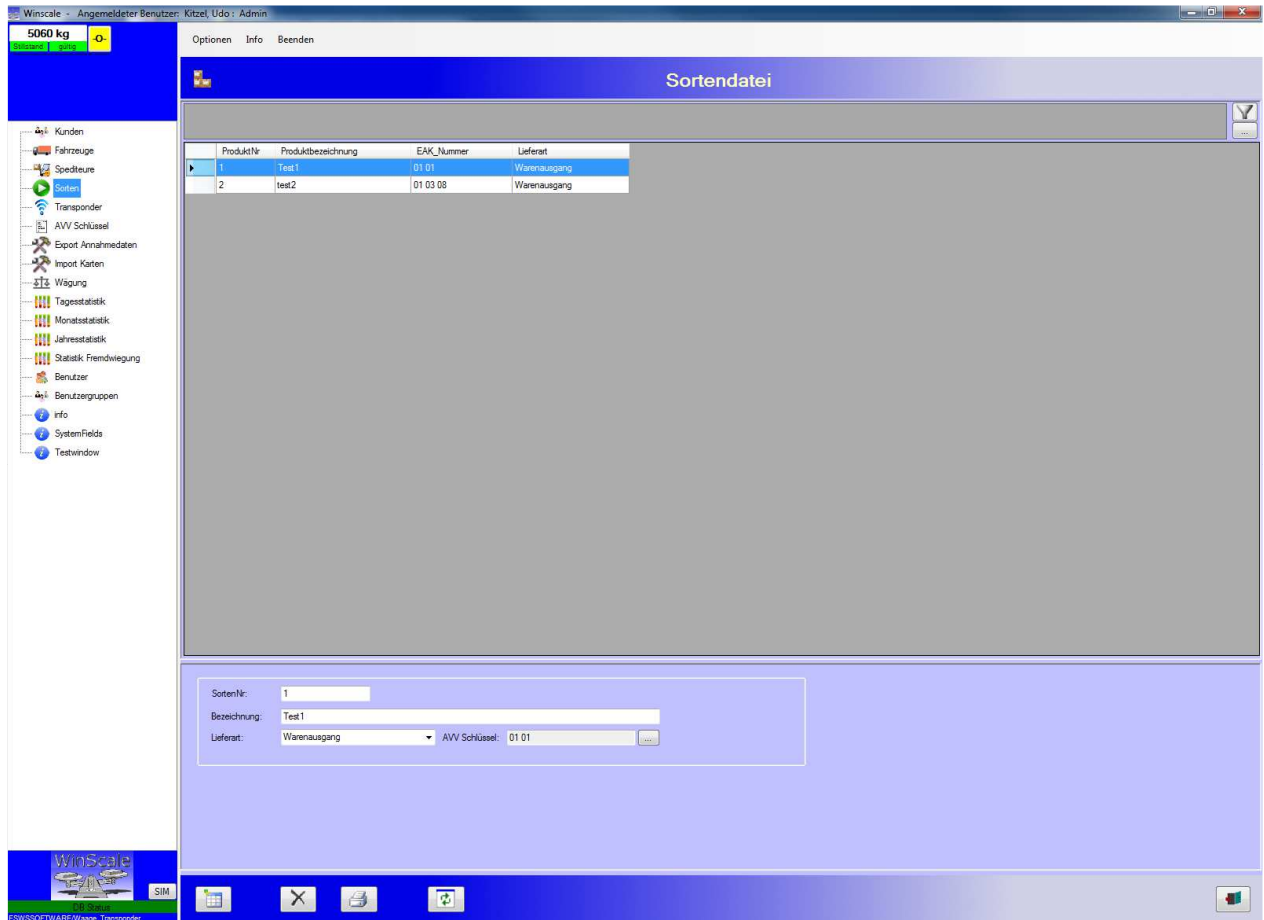 Winscale - Angemeldeter Benutzer: Kitzel, Udo : Admin
5060 kg
-0-
Stillstand gültig
Optionen Info Beenden
Sortendatei
...
Kunden
Fahrzeuge
Spediteure
Sorten
Transponder
AVV Schlüssel
Export Annahmedaten
Import Karten
Wägung
Tagesstatistik
Monatsstatistik
Jahresstatistik
Statistik Fremdwiegung
Benutzer
Benutzergruppen
info
SystemFields
Testwindow
ProduktNr Produktbezeichnung EAK_Nummer Lieferart
1 Test1 01 01 Warenausgang
2 test2 01 03 08 Warenausgang
SortenNr: 1
Bezeichnung: Test1
Lieferart: Warenausgang AVV Schlüssel: 01 01 ...
WinScale
SIM
DB Status
ESWSSOFTWARE/Waage_Transponder